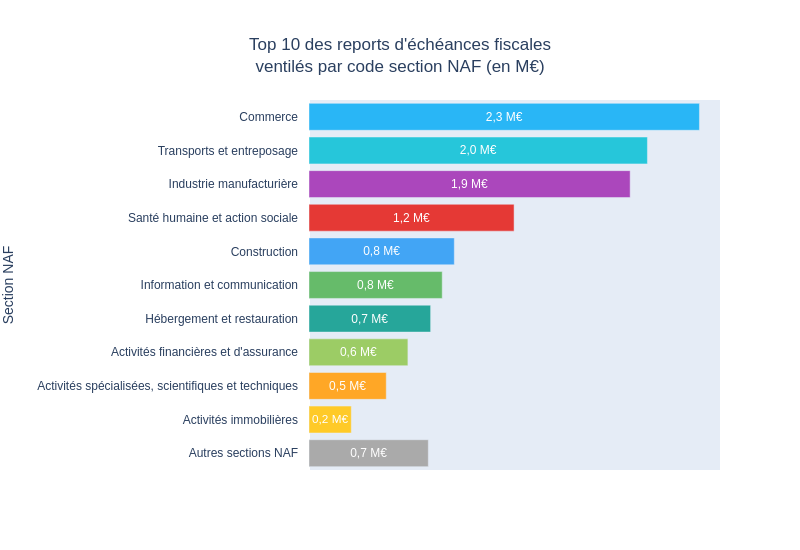 Top 10 des reports d'échéances fiscales
ventilés par code section NAF (en M€)
Section NAF
Commerce 2,3 M€
Transports et entreposage 2,0 M€
Industrie manufacturière 1,9 M€
Santé humaine et action sociale 1,2 M€
Construction 0,8 M€
Information et communication 0,8 M€
Hébergement et restauration 0,7 M€
Activités financières et d'assurance 0,6 M€
Activités spécialisées, scientifiques et techniques 0,5 M€
Activités immobilières 0,2 M€
Autres sections NAF 0,7 M€